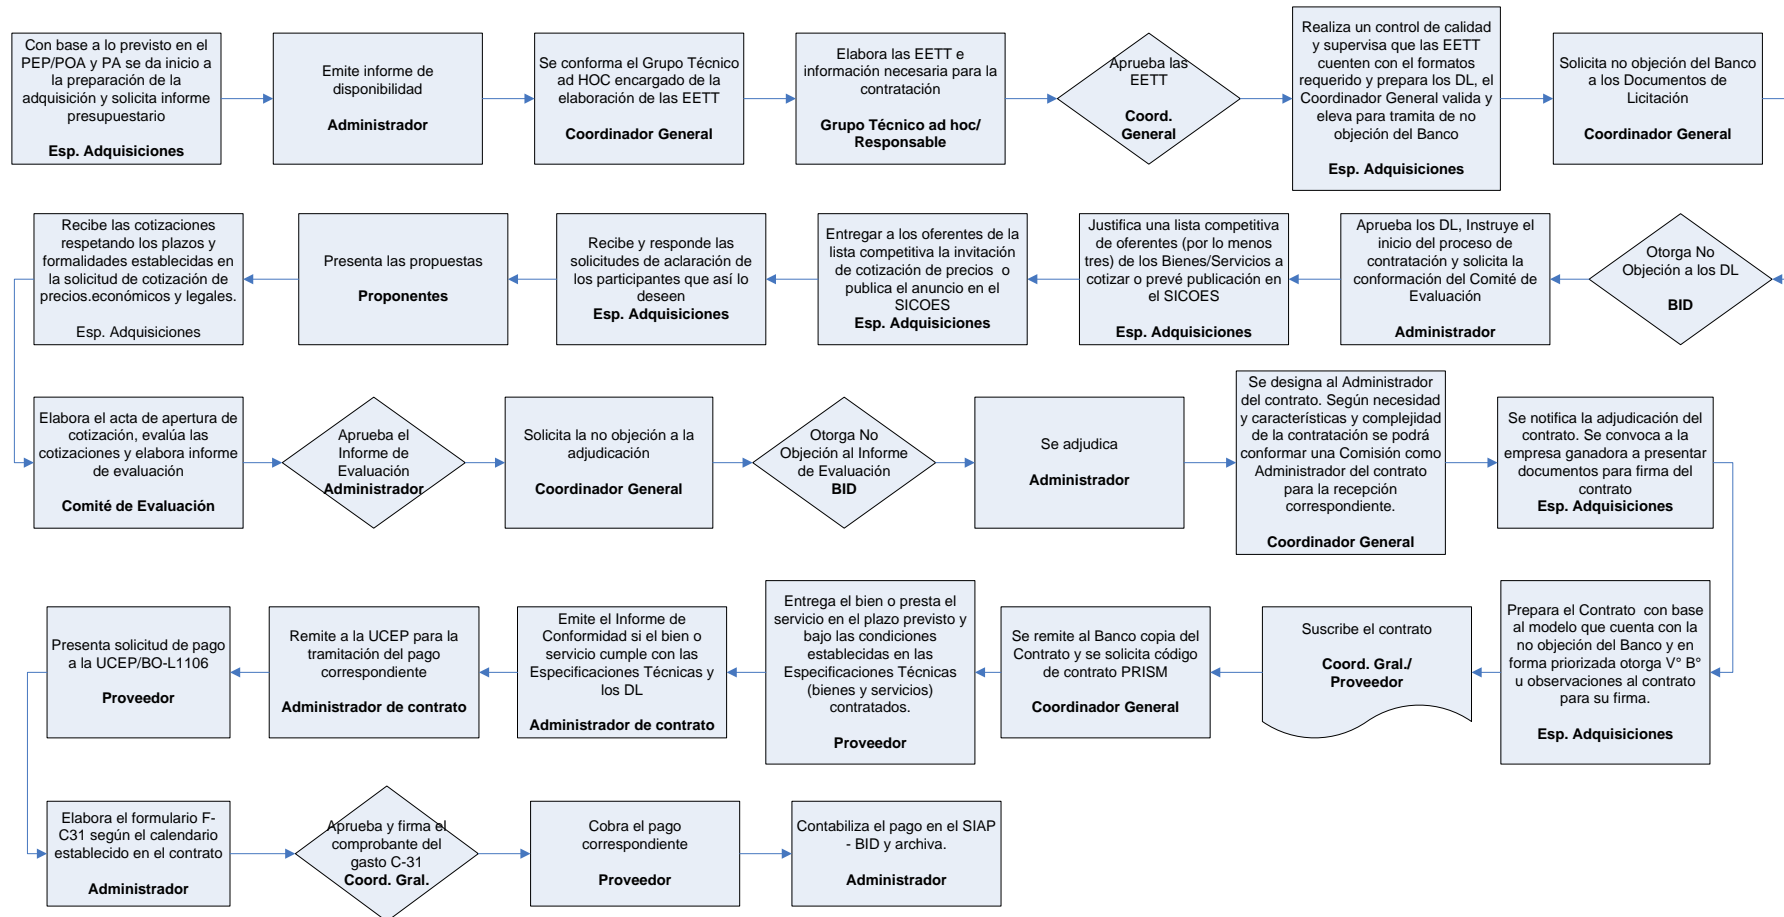 Con base a lo previsto en el
PEP/POA y PA se da inicio a
la preparación de la
adquisición y solicita informe
presupuestario
Esp. Adquisiciones
Emite informe de
disponibilidad
Administrador
Se conforma el Grupo Técnico
ad HOC encargado de la
elaboración de las EETT
Coordinador General
Elabora las EETT e
información necesaria para la
contratación
Grupo Técnico ad hoc/
Responsable
Aprueba las
EETT
Coord.
General
Realiza un control de calidad
y supervisa que las EETT
cuenten con el formatos
requerido y prepara los DL, el
Coordinador General valida y
eleva para tramita de no
objeción del Banco
Esp. Adquisiciones
Solicita no objeción del Banco
a los Documentos de
Licitación
Coordinador General
Otorga No
Objeción a los DL
BID
Aprueba los DL, Instruye el
inicio del proceso de
contratación y solicita la
conformación del Comité de
Evaluación
Administrador
Justifica una lista competitiva
de oferentes (por lo menos
tres) de los Bienes/Servicios a
cotizar o prevé publicación en
el SICOES
Esp. Adquisiciones
Entregar a los oferentes de la
lista competitiva la invitación
de cotización de precios o
publica el anuncio en el
SICOES
Esp. Adquisiciones
Recibe y responde las
solicitudes de aclaración de
los participantes que así lo
deseen
Esp. Adquisiciones
Presenta las propuestas
Proponentes
Recibe las cotizaciones
respetando los plazos y
formalidades establecidas en
la solicitud de cotización de
precios.económicos y legales.
Esp. Adquisiciones
Elabora el acta de apertura de
cotización, evalúa las
cotizaciones y elabora informe
de evaluación
Comité de Evaluación
Aprueba el
Informe de
Evaluación
Administrador
Solicita la no objeción a la
adjudicación
Coordinador General
Otorga No
Objeción al Informe
de Evaluación
BID
Se adjudica
Administrador
Se designa al Administrador
del contrato. Según necesidad
y características y complejidad
de la contratación se podrá
conformar una Comisión como
Administrador del contrato
para la recepción
correspondiente.
Coordinador General
Se notifica la adjudicación del
contrato. Se convoca a la
empresa ganadora a presentar
documentos para firma del
contrato
Esp. Adquisiciones
Prepara el Contrato con base
al modelo que cuenta con la
no objeción del Banco y en
forma priorizada otorga V° B°
u observaciones al contrato
para su firma.
Esp. Adquisiciones
Suscribe el contrato
Coord. Gral./
Proveedor
Se remite al Banco copia del
Contrato y se solicita código
de contrato PRISM
Coordinador General
Entrega el bien o presta el
servicio en el plazo previsto y
bajo las condiciones
establecidas en las
Especificaciones Técnicas
(bienes y servicios)
contratados.
Proveedor
Emite el Informe de
Conformidad si el bien o
servicio cumple con las
Especificaciones Técnicas y
los DL
Administrador de contrato
Remite a la UCEP para la
tramitación del pago
correspondiente
Administrador de contrato
Presenta solicitud de pago
a la UCEP/BO-L1106
Proveedor
Elabora el formulario F-
C31 según el calendario
establecido en el contrato
Administrador
Aprueba y firma el
comprobante del
gasto C-31
Coord. Gral.
Cobra el pago
correspondiente
Proveedor
Contabiliza el pago en el SIAP
- BID y archiva.
Administrador